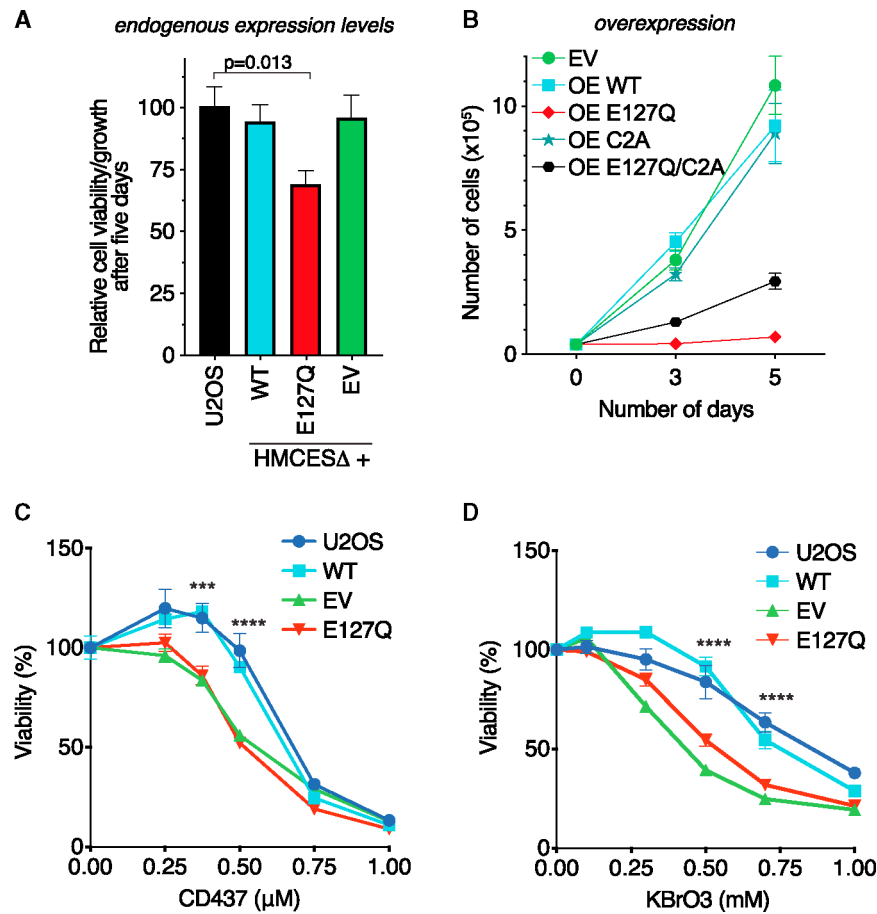 A
endogenous expression levels
p=0.013
Relative cell viability/growth
after five days
100
75
50
25
0
U2OS
WT
E127Q
EV
HMCESΔ +
B
overexpression
EV
OE WT
OE E127Q
OE C2A
OE E127Q/C2A
Number of cells (x10⁵)
10
5
0
0
3
5
Number of days
C
U2OS
WT
EV
E127Q
***
****
Viability (%)
150
100
50
0
0.00
0.25
0.50
0.75
1.00
CD437 (μM)
D
U2OS
WT
EV
E127Q
****
****
Viability (%)
150
100
50
0
0.00
0.25
0.50
0.75
1.00
KBrO3 (mM)